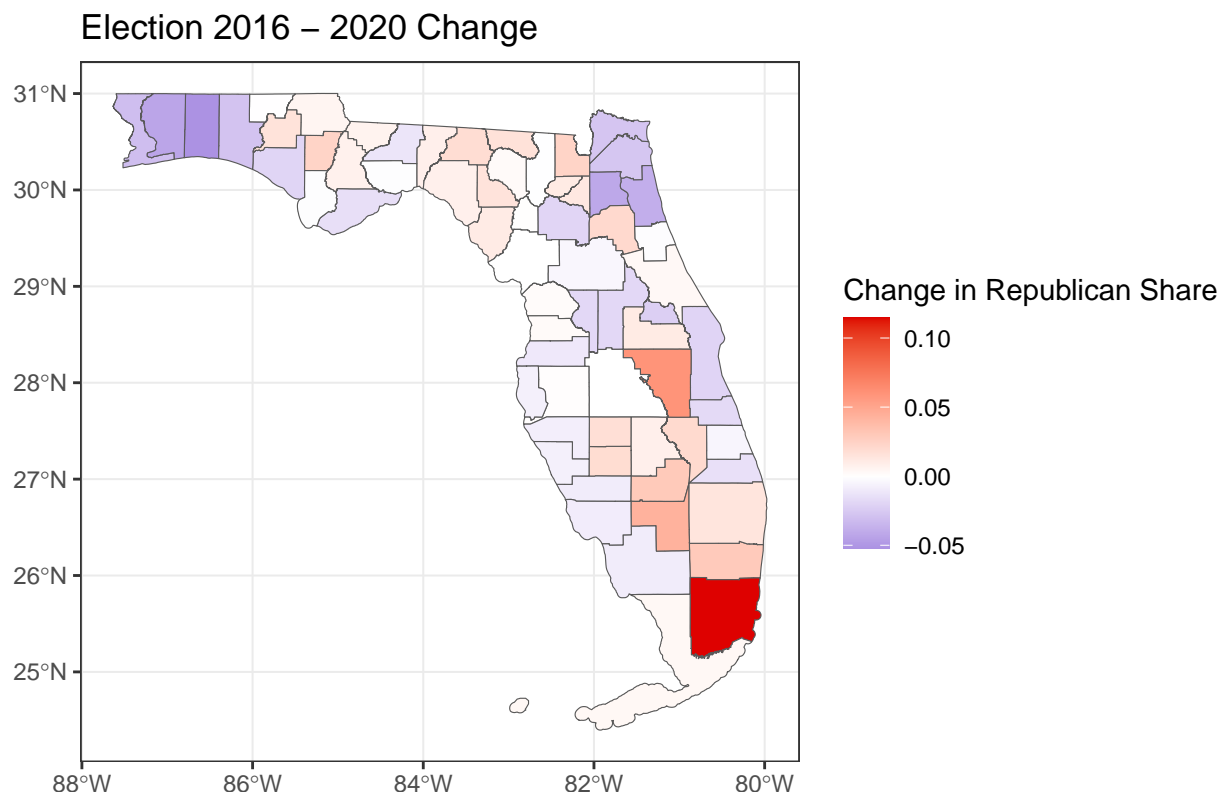 Election 2016 – 2020 Change
31°N
30°N
29°N
28°N
27°N
26°N
25°N
88°W 86°W 84°W 82°W 80°W
Change in Republican Share
0.10
0.05
0.00
−0.05